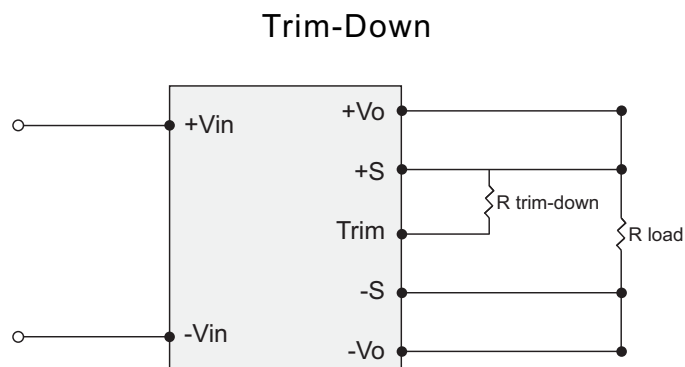 Trim-Down
+Vo
+Vin
+S
R trim-down
Trim
R load
-S
-Vin
-Vo